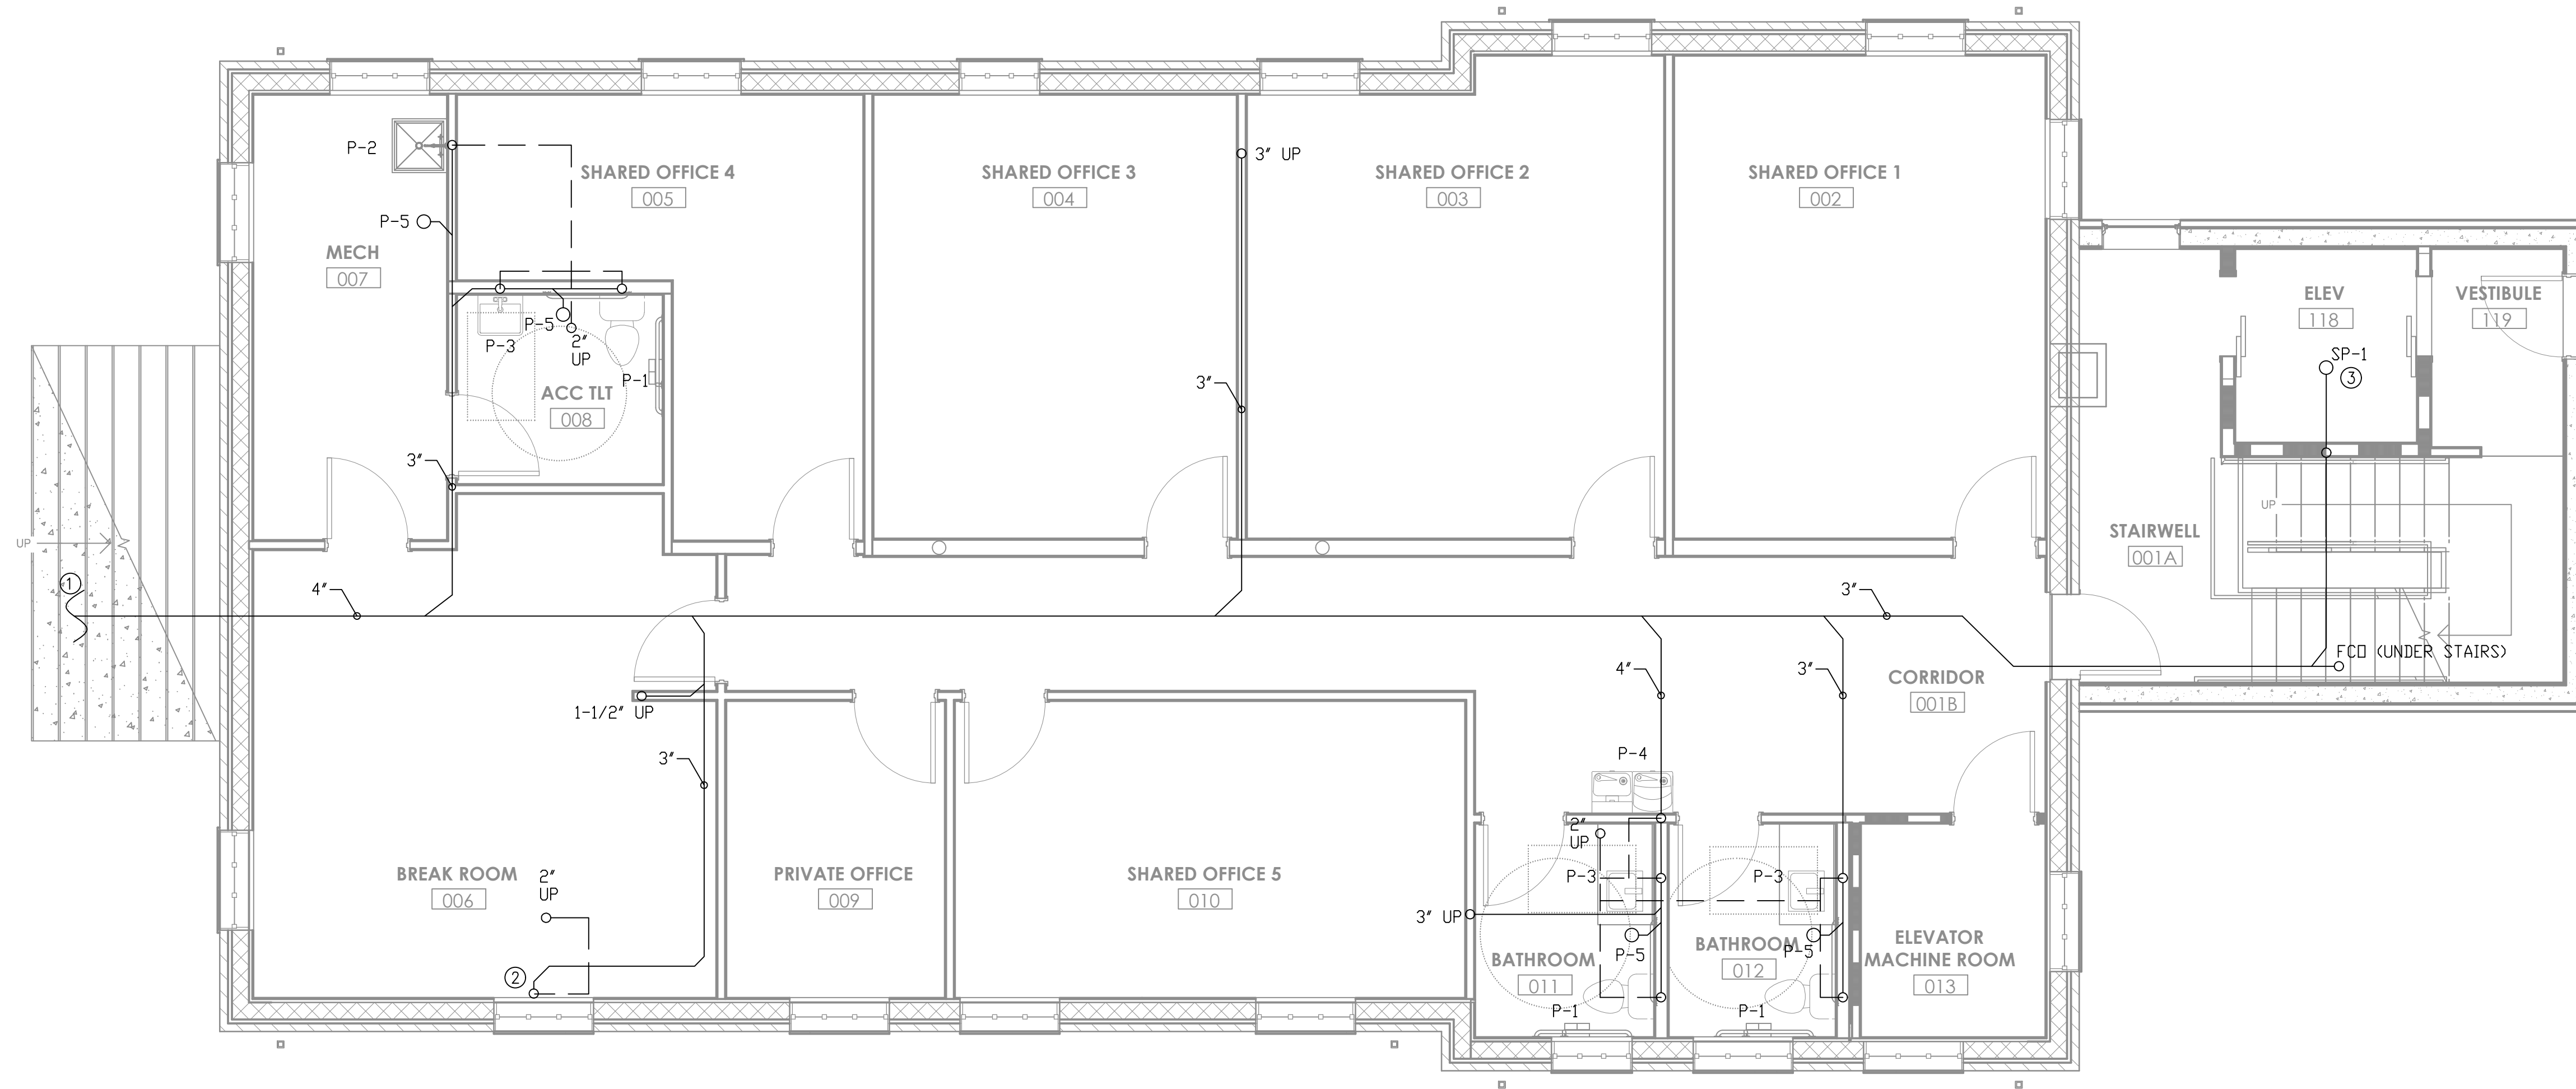 P-2
3" UP
SHARED OFFICE 4
005
SHARED OFFICE 3
004
SHARED OFFICE 2
003
SHARED OFFICE 1
002
P-5
MECH
007
ELEV
118
VESTIBULE
119
P-5
P-3
2"
UP
P-1
ACC TLT
008
3"
SP-1
3
3"
UP
UP
STAIRWELL
001A
1
4"
3"
FCO (UNDER STAIRS)
4"
3"
CORRIDOR
001B
1-1/2" UP
3"
P-4
2"
UP
BREAK ROOM
006
2"
UP
PRIVATE OFFICE
009
SHARED OFFICE 5
010
P-3
P-3
3" UP
P-5
P-5
BATHROOM
011
BATHROOM
012
ELEVATOR
MACHINE ROOM
013
2
P-1
P-1